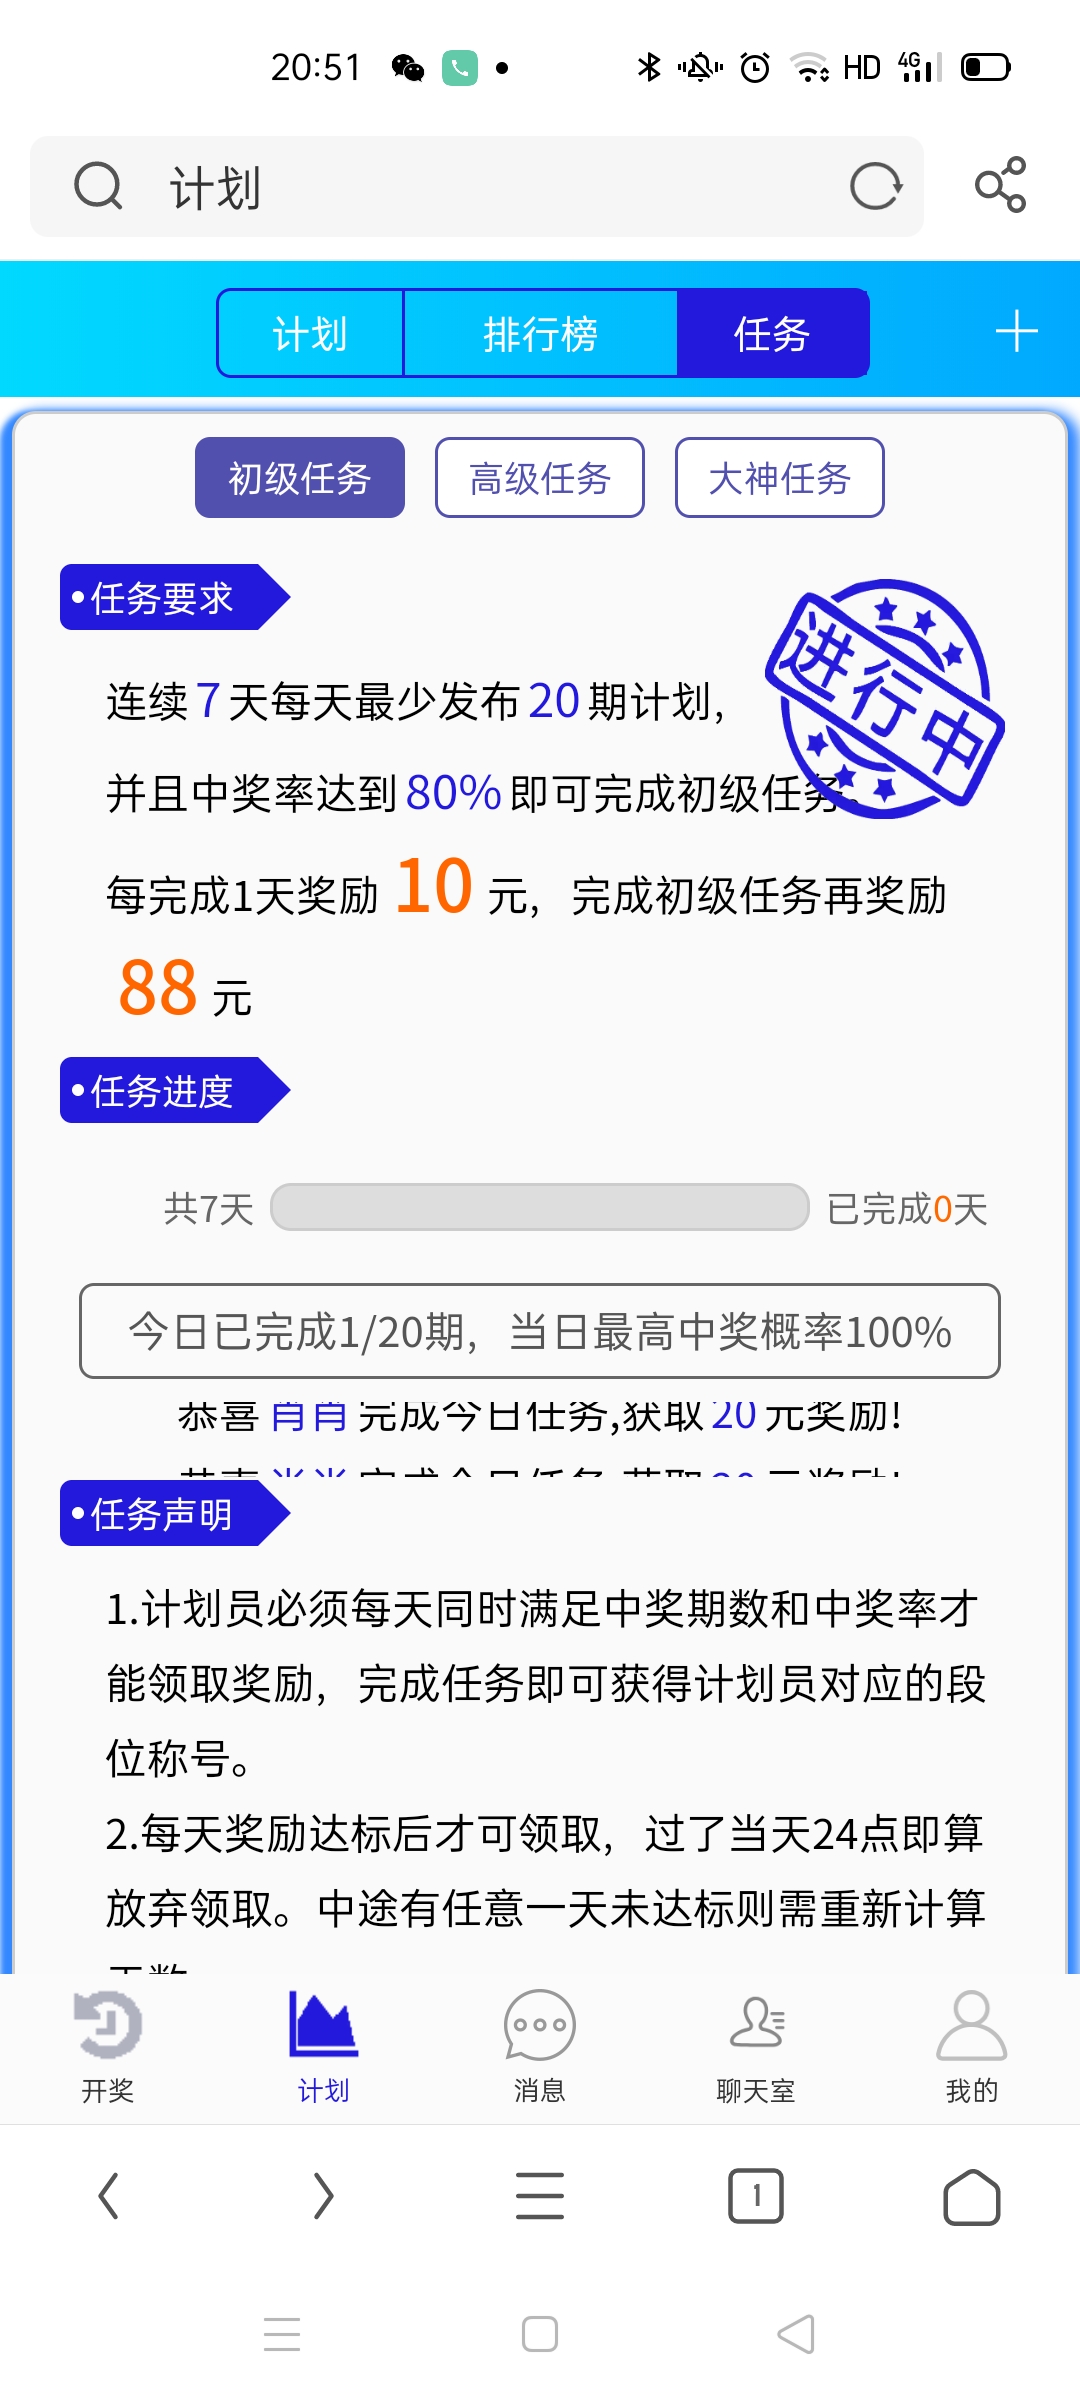 20:51
HD 4G
计划
计划 排行榜 任务
初级任务 高级任务 大神任务
任务要求
进行中
连续7天每天最少发布20期计划，
并且中奖率达到80%即可完成初级任务。
每完成1天奖励 10 元，完成初级任务再奖励
88 元
任务进度
共7天 已完成0天
今日已完成1/20期，当日最高中奖概率100%
恭喜 肖肖 完成今日任务,获取 20 元奖励!
任务声明
1.计划员必须每天同时满足中奖期数和中奖率才
能领取奖励，完成任务即可获得计划员对应的段
位称号。
2.每天奖励达标后才可领取，过了当天24点即算
放弃领取。中途有任意一天未达标则需重新计算
开奖 计划 消息 聊天室 我的
1